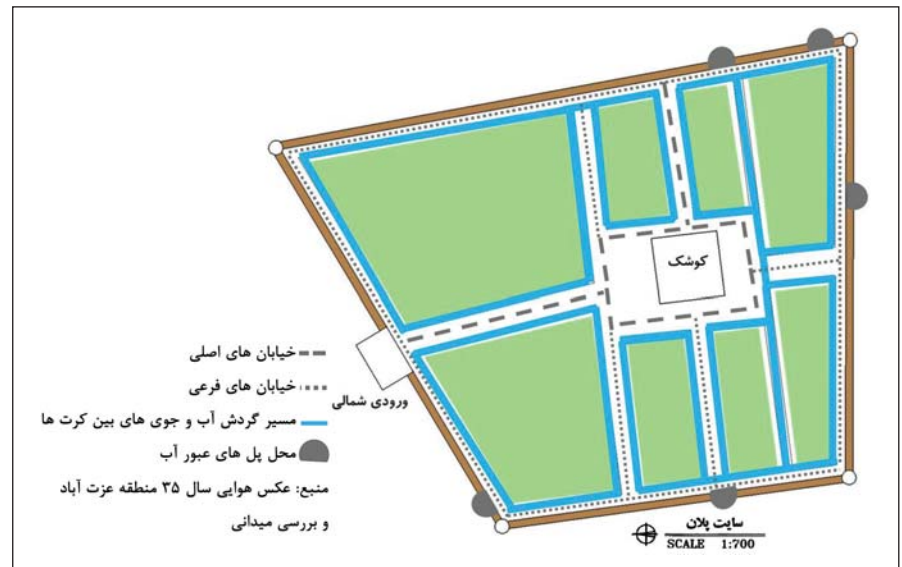 کوشک
ورودی شمالی
خیابان های اصلی
خیابان های فرعی
مسیر گردش آب و جوی های بین کرت ها
محل پل های عبور آب
منبع: عکس هوایی سال ۳۵ منطقه عزت آباد
و بررسی میدانی
سایت پلان
SCALE 1:700